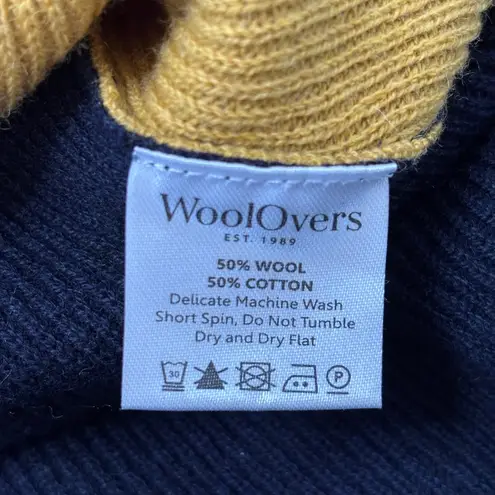 WoolOvers
EST. 1989
50% WOOL
50% COTTON
Delicate Machine Wash
Short Spin, Do Not Tumble
Dry and Dry Flat
30 P